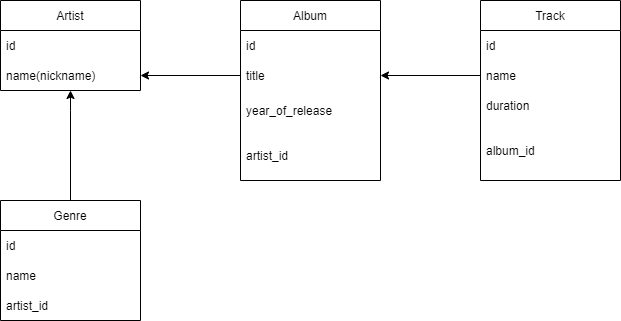 Artist
id
name(nickname)
Album
id
title
year_of_release
artist_id
Track
id
name
duration
album_id
Genre
id
name
artist_id